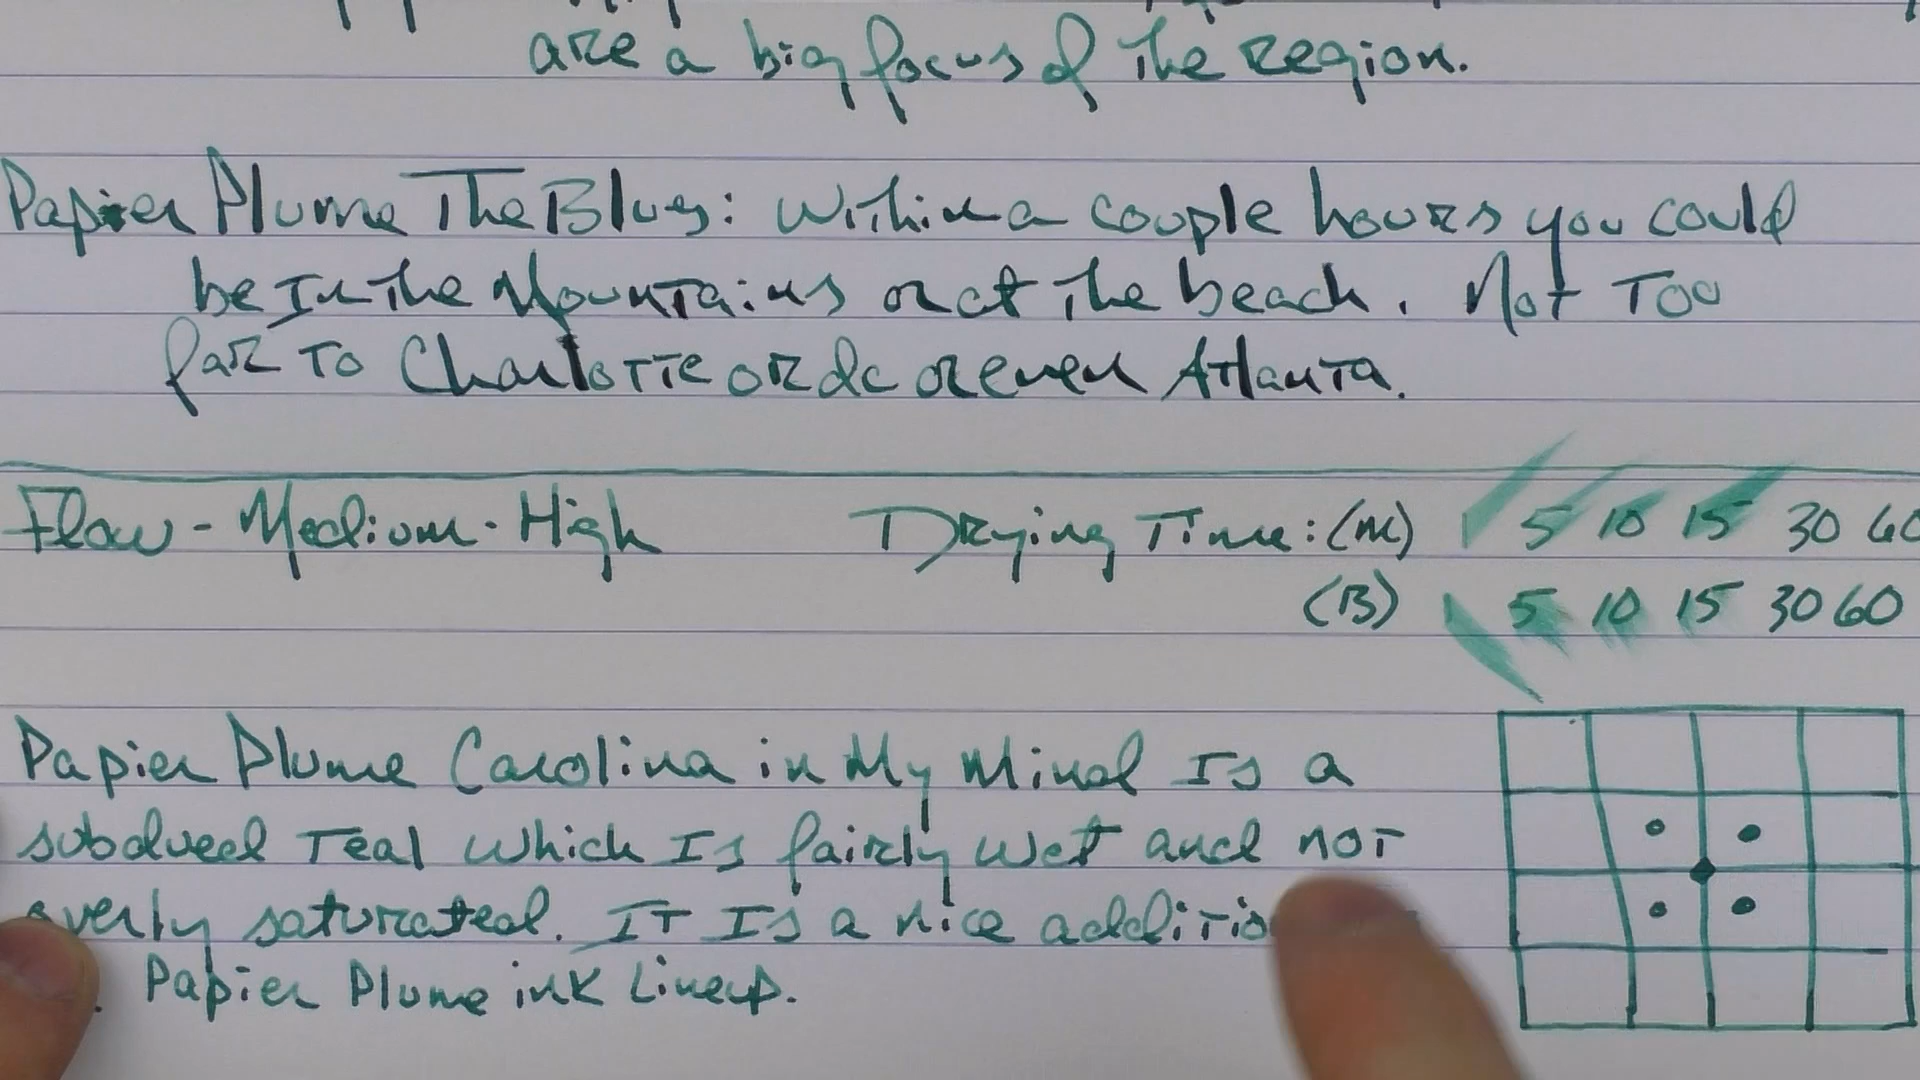 are a big focus of the region.
Papier Plume The Blues: Within a couple hours you could
be In the Mountains or at the beach. Not Too
far To Charlotte or dc or even Atlanta.
Flow - Medium - High Drying Time: (M) 1 5 10 15 30 60
(B) 1 5 10 15 30 60
Papier Plume Carolina in My Mind Is a
subdued Teal which Is fairly wet and not
overly saturated. IT Is a nice
Papier Plume ink Lineup.